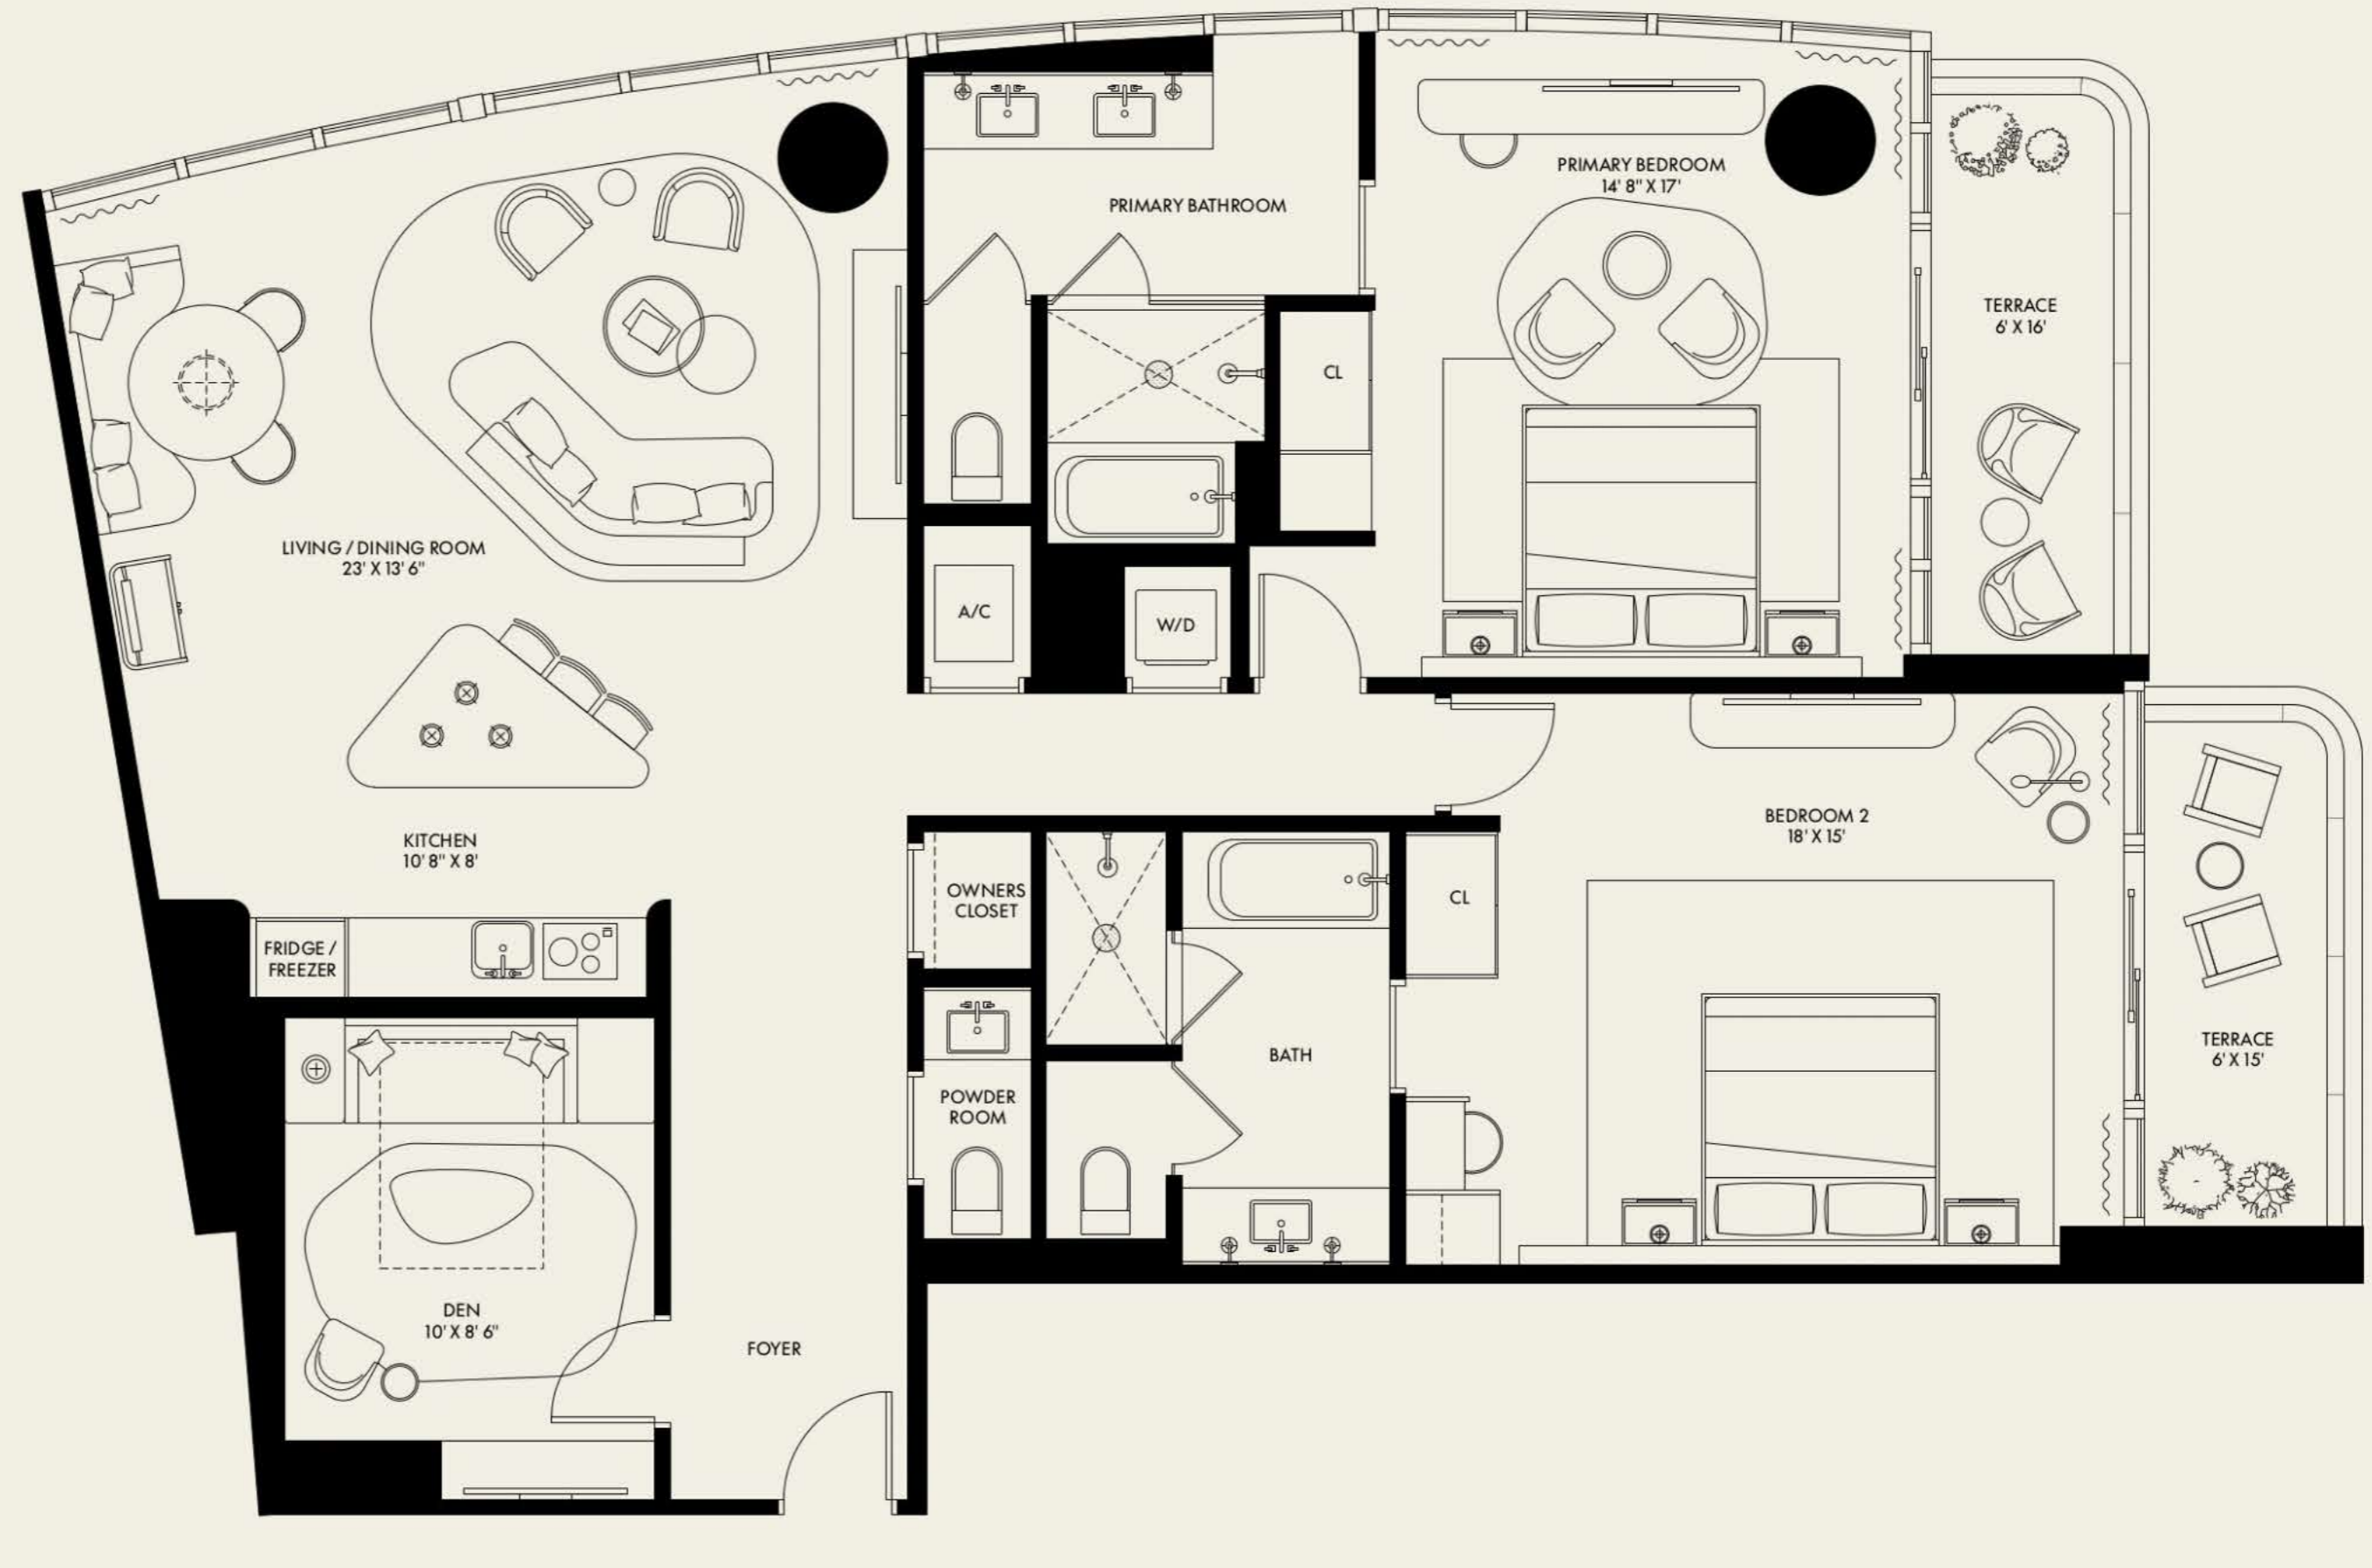 PRIMARY BEDROOM
14' 8" X 17'
PRIMARY BATHROOM
TERRACE
6' X 16'
CL
LIVING / DINING ROOM
23' X 13' 6"
A/C
W/D
BEDROOM 2
18' X 15'
KITCHEN
10' 8" X 8'
OWNERS
CLOSET
CL
FRIDGE /
FREEZER
TERRACE
6' X 15'
BATH
POWDER
ROOM
DEN
10' X 8' 6"
FOYER